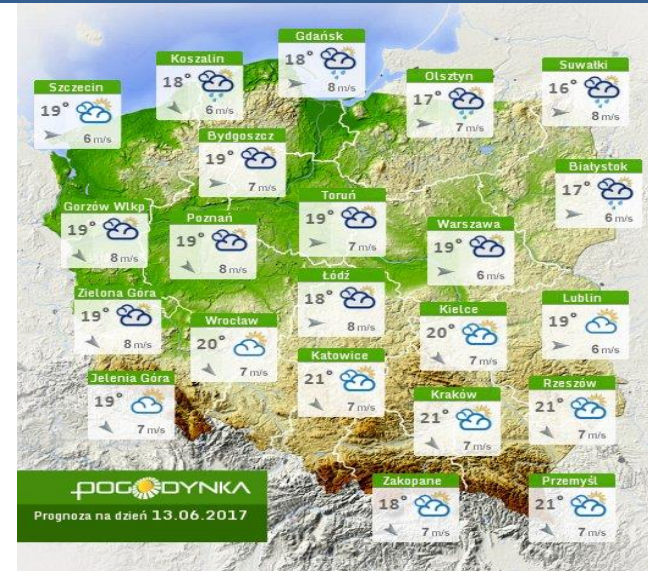 Gdańsk
18°
8 m/s
Koszalin
18°
6 m/s
Suwałki
16°
8 m/s
Olsztyn
17°
7 m/s
Szczecin
19°
6 m/s
Bydgoszcz
19°
7 m/s
Białystok
17°
6 m/s
Toruń
19°
7 m/s
Gorzów Wlkp
19°
8 m/s
Poznań
19°
8 m/s
Warszawa
19°
6 m/s
Łódź
18°
8 m/s
Zielona Góra
19°
8 m/s
Lublin
19°
6 m/s
Kielce
20°
7 m/s
Wrocław
20°
7 m/s
Katowice
21°
7 m/s
Jelenia Góra
19°
7 m/s
Rzeszów
21°
7 m/s
Kraków
21°
7 m/s
Zakopane
18°
7 m/s
Przemyśl
21°
7 m/s
POGODYNKA
Prognoza na dzień 13.06.2017